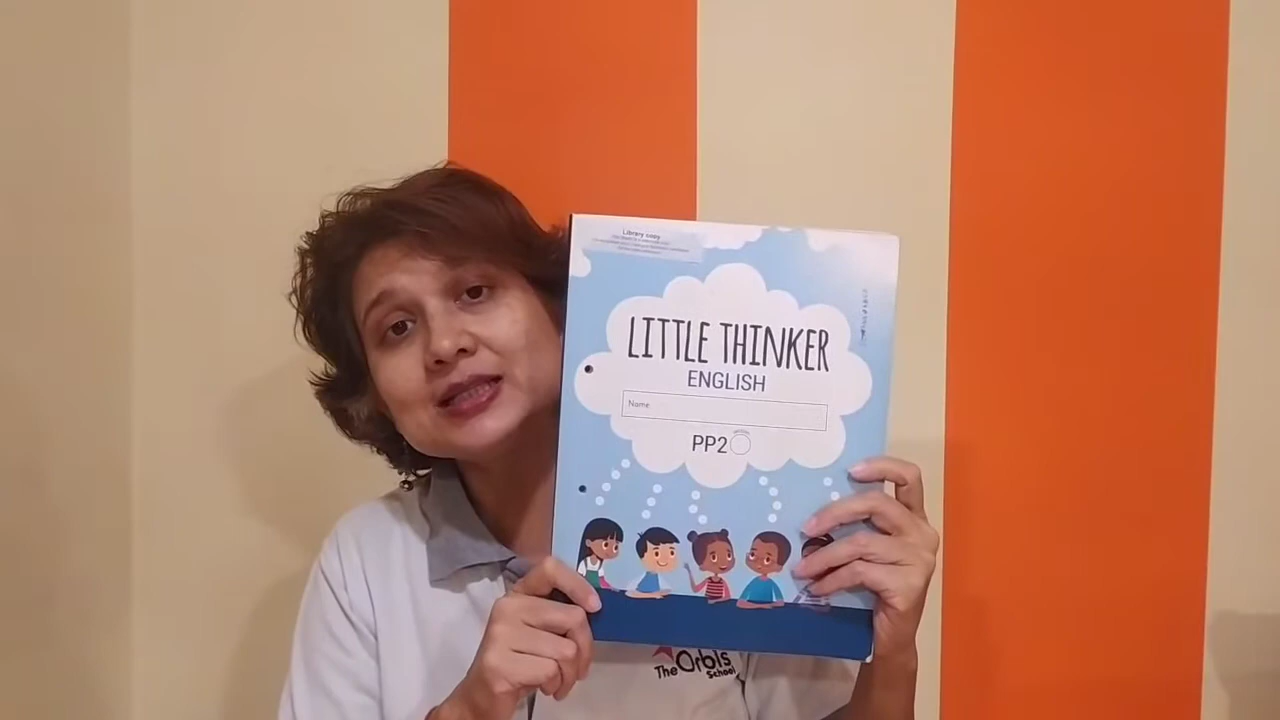 Library copy
LITTLE THINKER
ENGLISH
Name
PP2
The Orbis
School